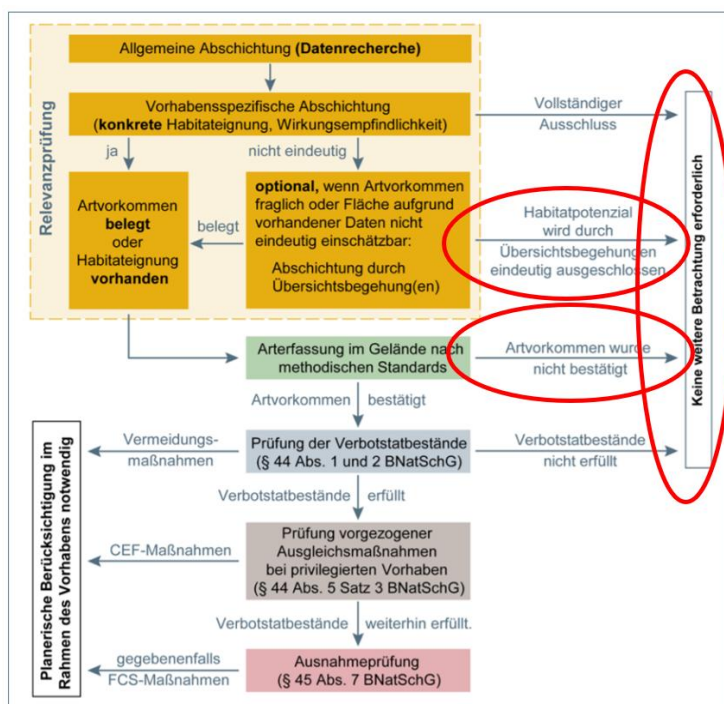 Relevanzprüfung
Allgemeine Abschichtung (Datenrecherche)
Vorhabensspezifische Abschichtung
(konkrete Habitateignung, Wirkungsempfindlichkeit)
Vollständiger
Ausschluss
ja
nicht eindeutig
Artvorkommen
belegt
oder
Habitateignung
vorhanden
belegt
optional, wenn Artvorkommen
fraglich oder Fläche aufgrund
vorhandener Daten nicht
eindeutig einschätzbar:
Abschichtung durch
Übersichtsbegehung(en)
Habitatpotenzial
wird durch
Übersichtsbegehungen
eindeutig ausgeschlossen
Keine weitere Betrachtung erforderlich
Arterfassung im Gelände nach
methodischen Standards
Artvorkommen wurde
nicht bestätigt
Artvorkommen bestätigt
Planerische Berücksichtigung im
Rahmen des Vorhabens notwendig
Vermeidungs-
maßnahmen
Prüfung der Verbotstatbestände
(§ 44 Abs. 1 und 2 BNatSchG)
Verbotstatbestände
nicht erfüllt
Verbotstatbestände erfüllt
CEF-Maßnahmen
Prüfung vorgezogener
Ausgleichsmaßnahmen
bei privilegierten Vorhaben
(§ 44 Abs. 5 Satz 3 BNatSchG)
Verbotstatbestände weiterhin erfüllt.
gegebenenfalls
FCS-Maßnahmen
Ausnahmeprüfung
(§ 45 Abs. 7 BNatSchG)